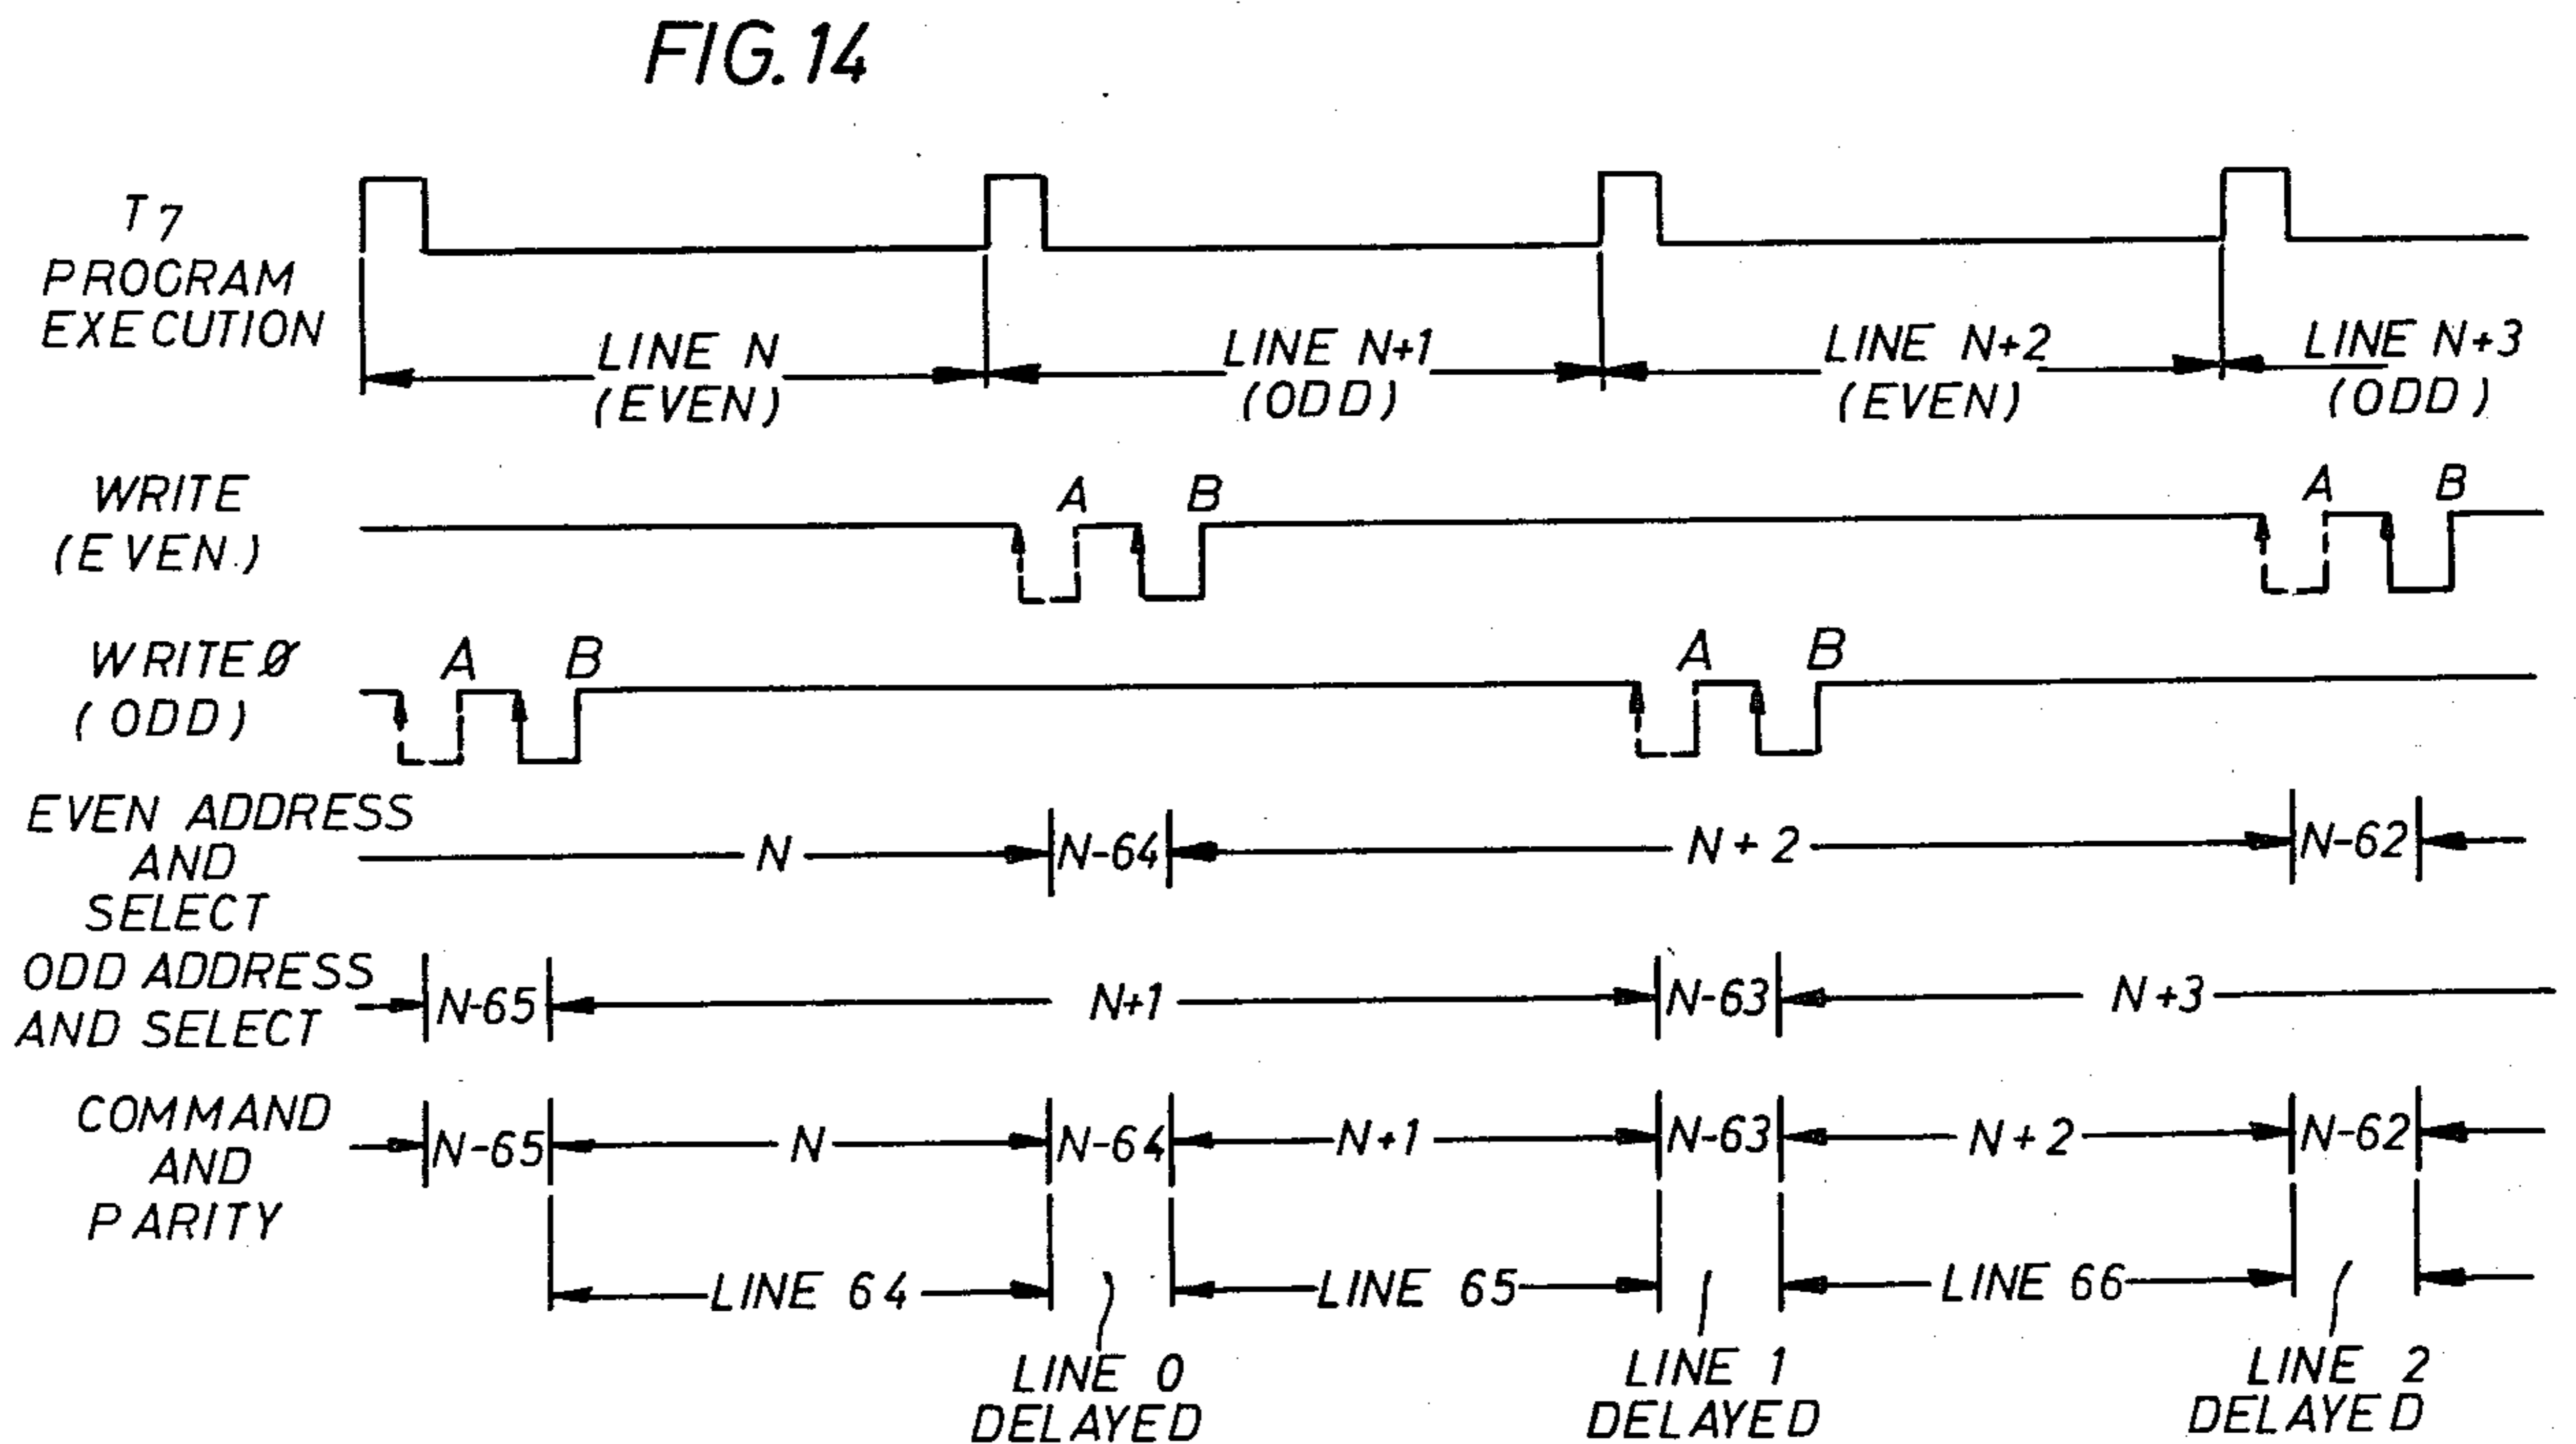 FIG. 14
T7
PROGRAM
EXECUTION
LINE N
(EVEN)
LINE N+1
(ODD)
LINE N+2
(EVEN)
LINE N+3
(ODD)
WRITE
(EVEN.)
A B A B
WRITE Ø
(ODD)
A B A B
EVEN ADDRESS
AND
SELECT
N N-64 N+2 N-62
ODD ADDRESS
AND SELECT
N-65 N+1 N-63 N+3
COMMAND
AND
PARITY
N-65 N N-64 N+1 N-63 N+2 N-62
LINE 64 LINE 65 LINE 66
LINE 0
DELAYED
LINE 1
DELAYED
LINE 2
DELAYED